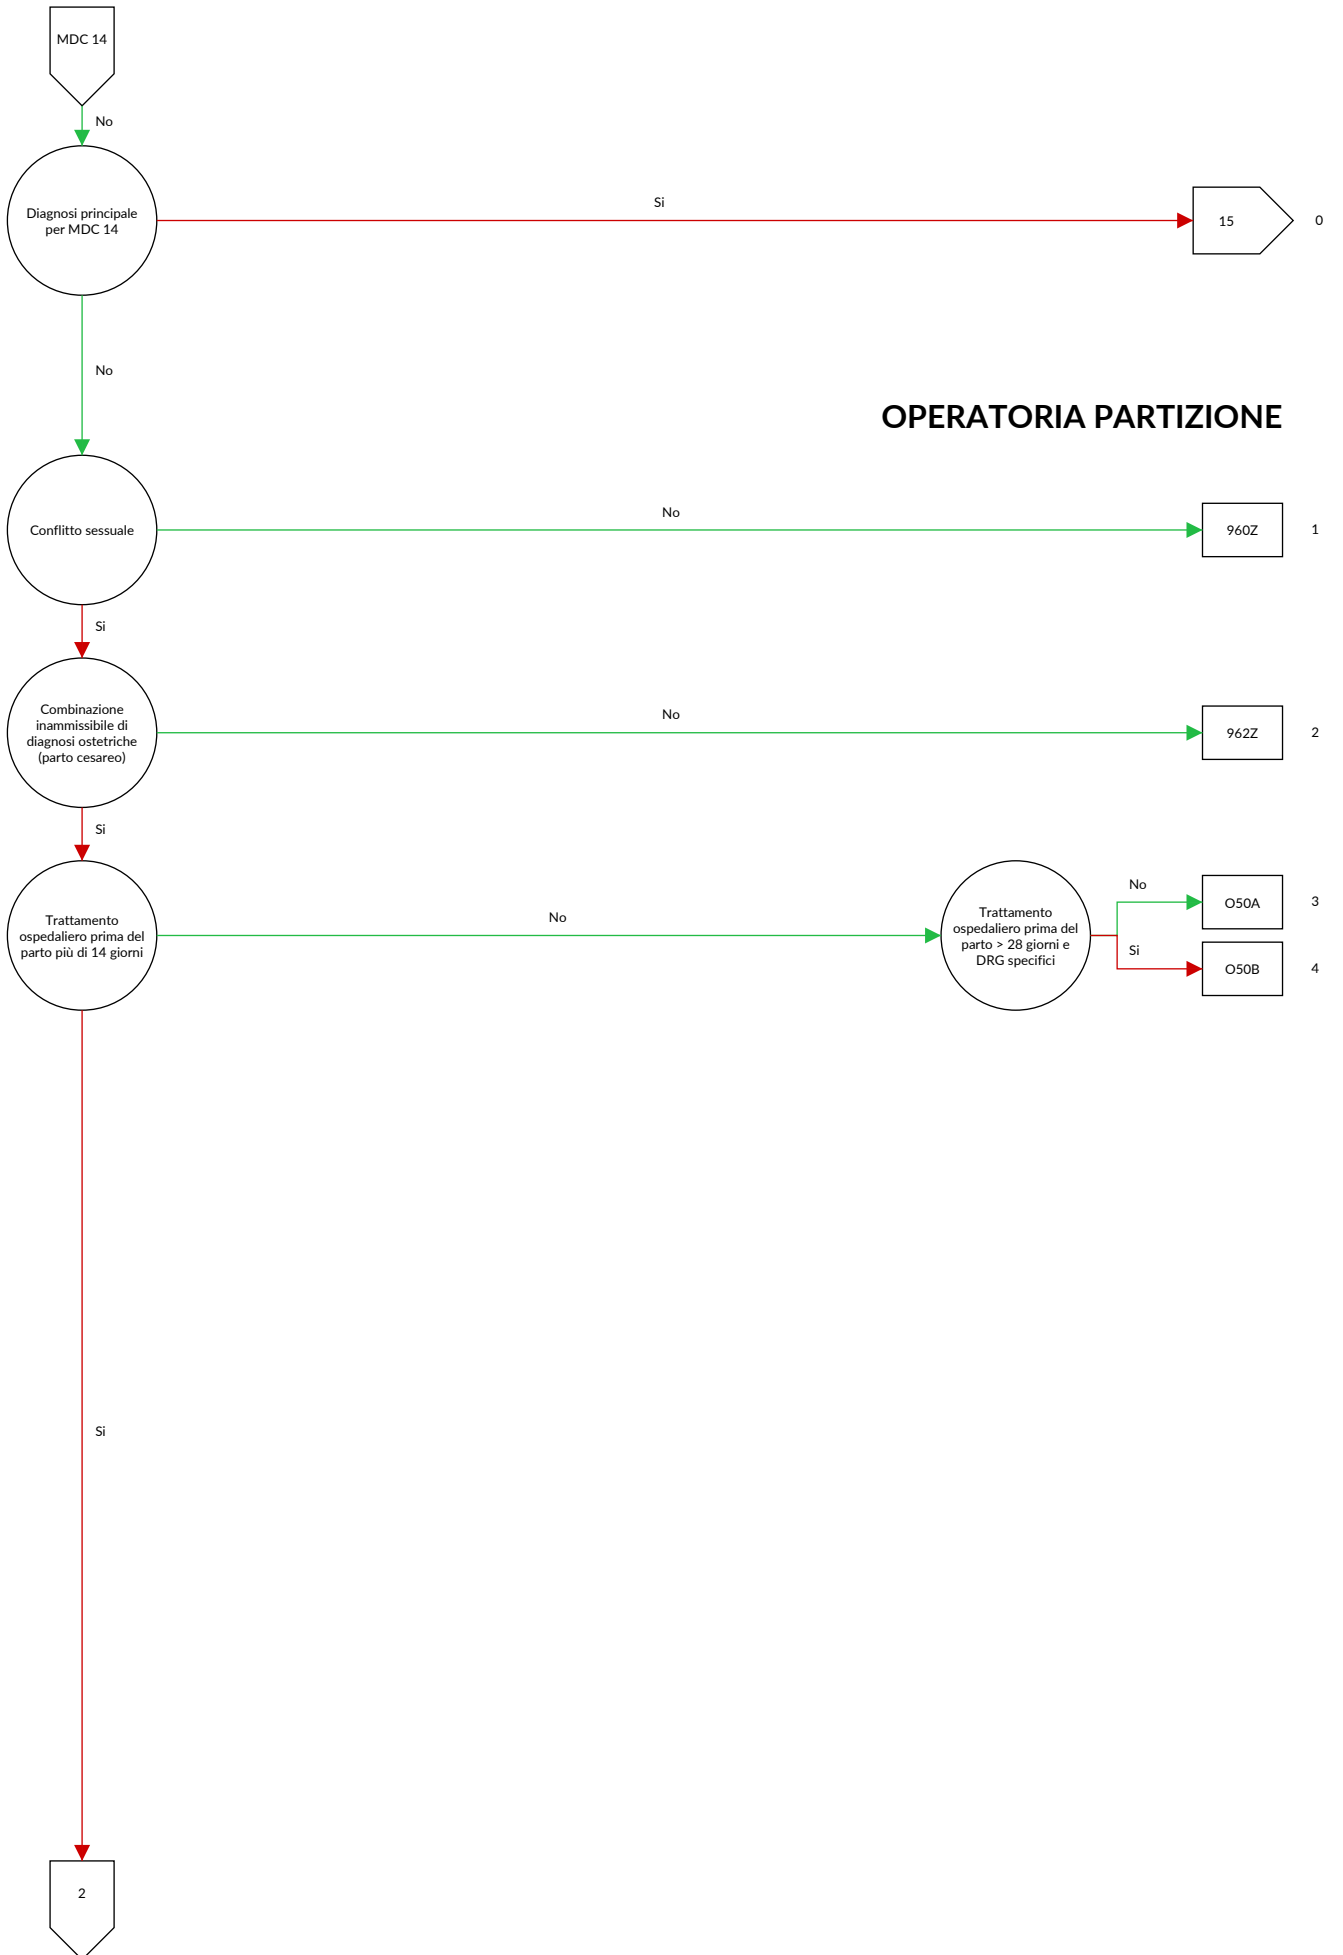 MDC 14
No
Diagnosi principale
per MDC 14
Si
15
0
No
OPERATORIA PARTIZIONE
Conflitto sessuale
No
960Z
1
Si
Combinazione
inammissibile di
diagnosi ostetriche
(parto cesareo)
No
962Z
2
Si
Trattamento
ospedaliero prima del
parto più di 14 giorni
No
Trattamento
ospedaliero prima del
parto > 28 giorni e
DRG specifici
No
O50A
3
Si
O50B
4
Si
2